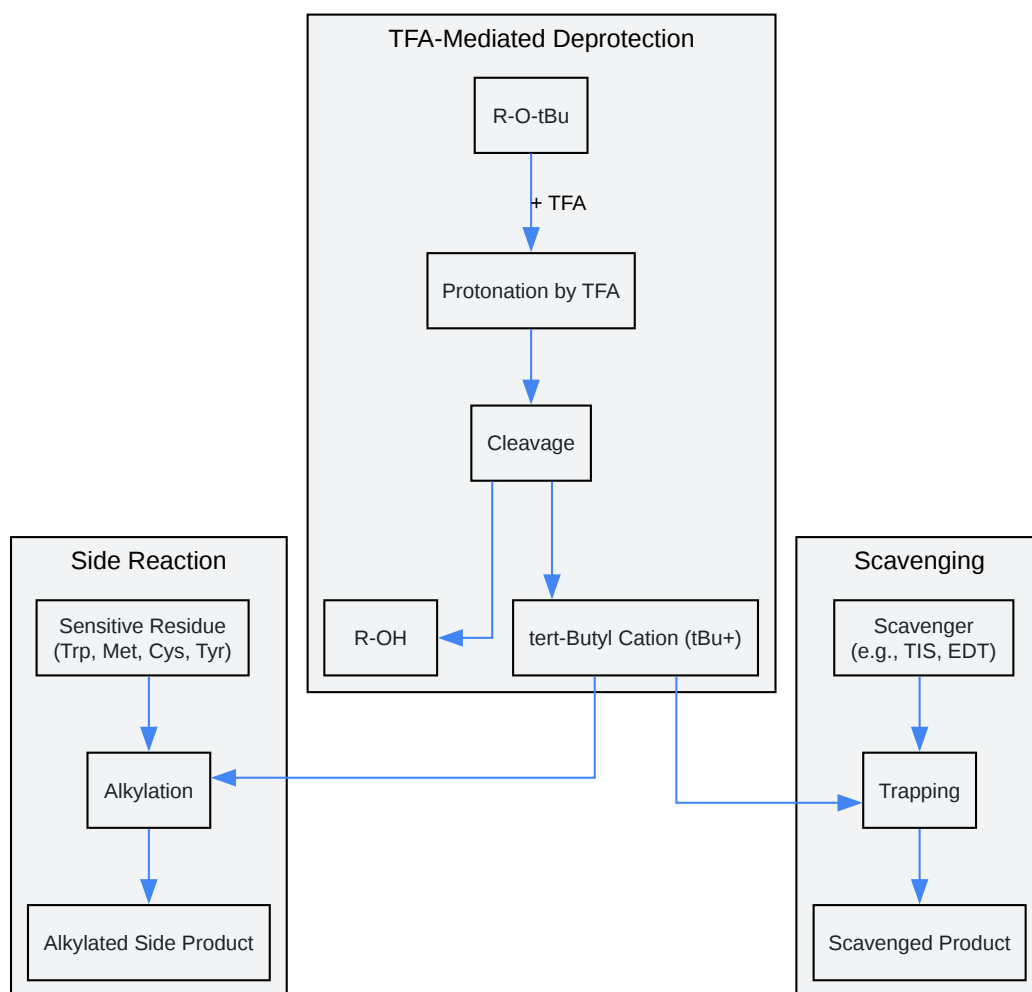 TFA-Mediated Deprotection
R-O-tBu
+ TFA
Protonation by TFA
Cleavage
R-OH
tert-Butyl Cation (tBu+)
Side Reaction
Sensitive Residue
(Trp, Met, Cys, Tyr)
Alkylation
Alkylated Side Product
Scavenging
Scavenger
(e.g., TIS, EDT)
Trapping
Scavenged Product